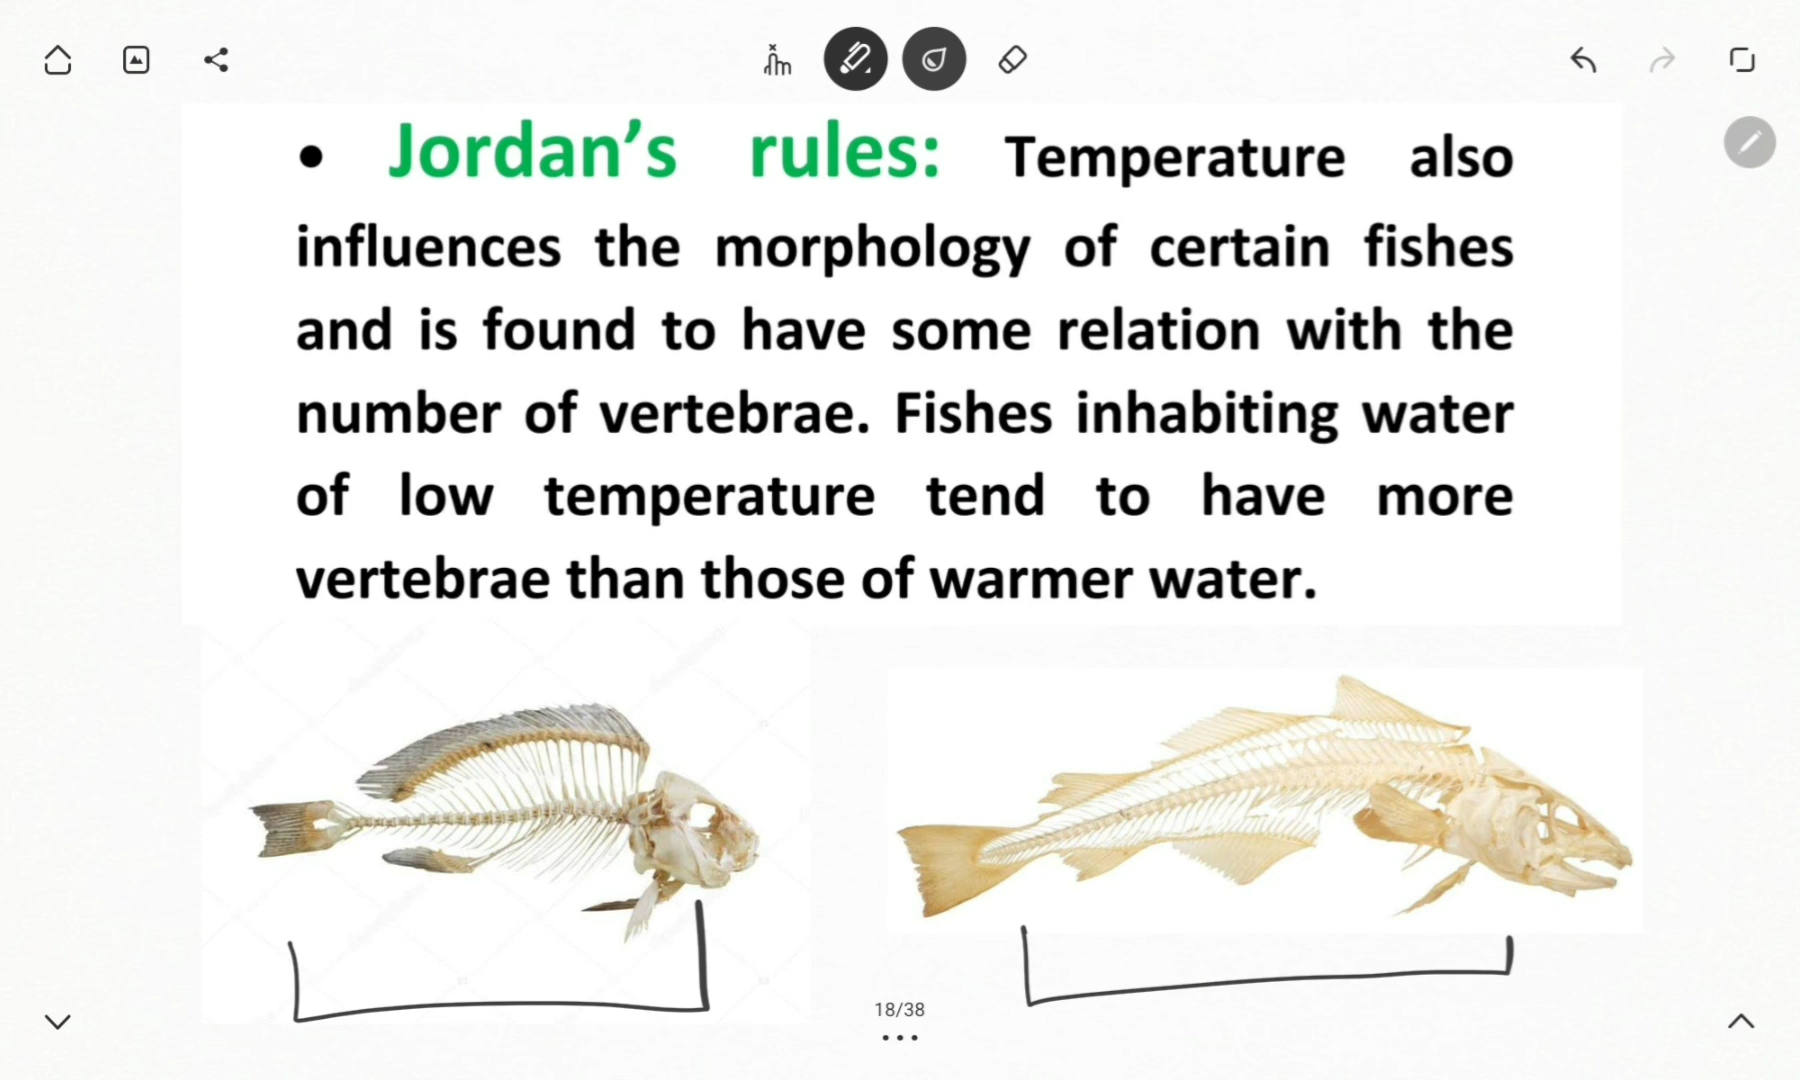 • Jordan’s rules: Temperature also
influences the morphology of certain fishes
and is found to have some relation with the
number of vertebrae. Fishes inhabiting water
of low temperature tend to have more
vertebrae than those of warmer water.
18/38